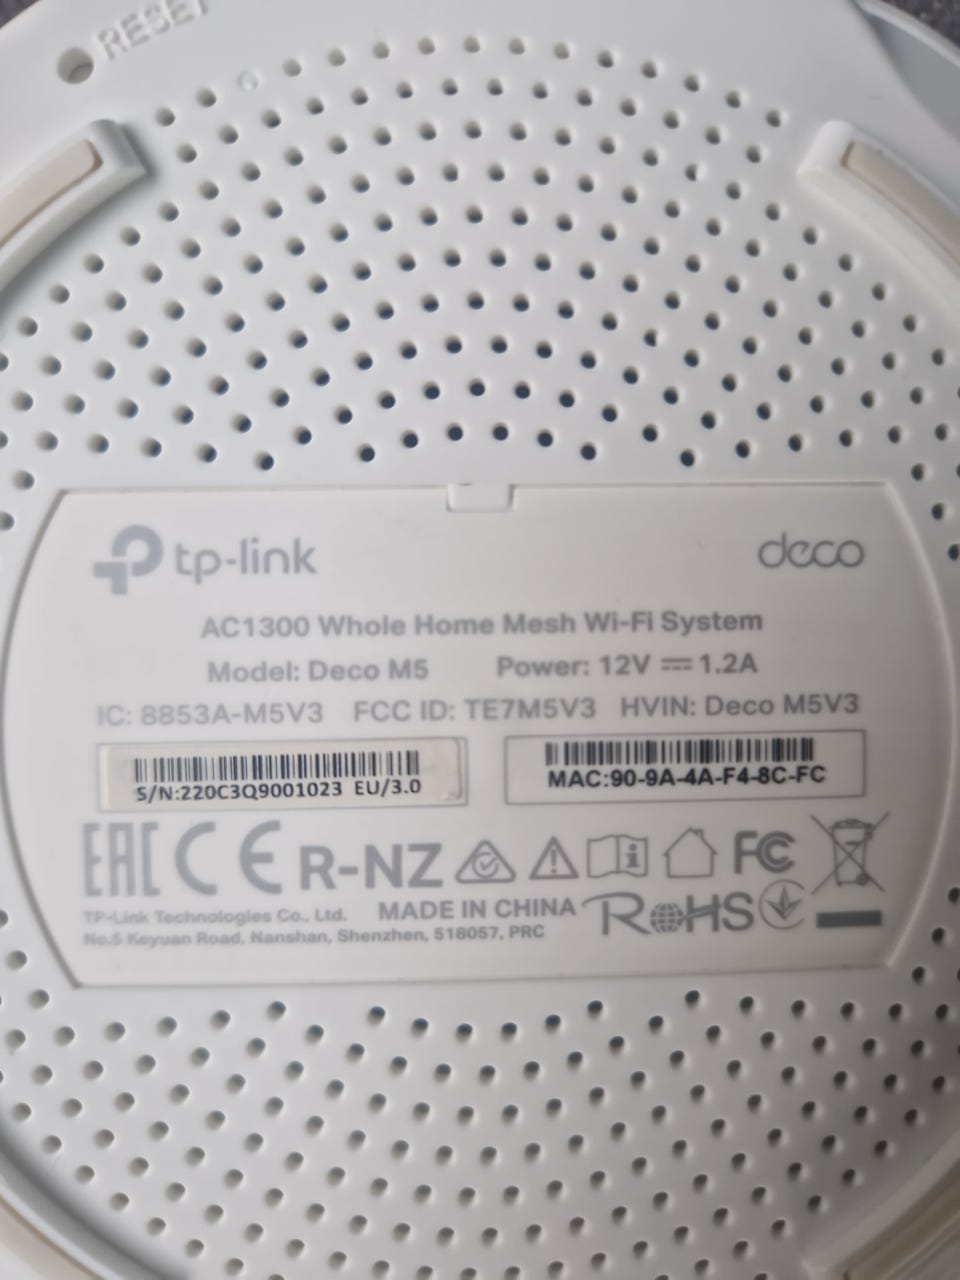 RESET
tp-link
deco
AC1300 Whole Home Mesh Wi-Fi System
Model: Deco M5 Power: 12V ⎓ 1.2A
IC: 8853A-M5V3 FCC ID: TE7M5V3 HVIN: Deco M5V3
S/N:220C3Q9001023 EU/3.0
MAC:90-9A-4A-F4-8C-FC
EAC CE R-NZ FC
TP-Link Technologies Co., Ltd. MADE IN CHINA RoHS
No.5 Keyuan Road, Nanshan, Shenzhen, 518057, PRC